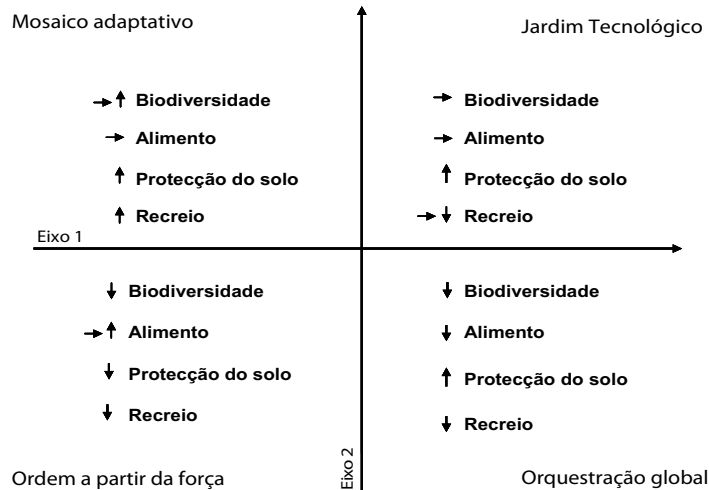 Mosaico adaptativo
Jardim Tecnológico
Biodiversidade
Alimento
Protecção do solo
Recreio
Biodiversidade
Alimento
Protecção do solo
Recreio
Eixo 1
Biodiversidade
Alimento
Protecção do solo
Recreio
Biodiversidade
Alimento
Protecção do solo
Recreio
Eixo 2
Ordem a partir da força
Orquestração global